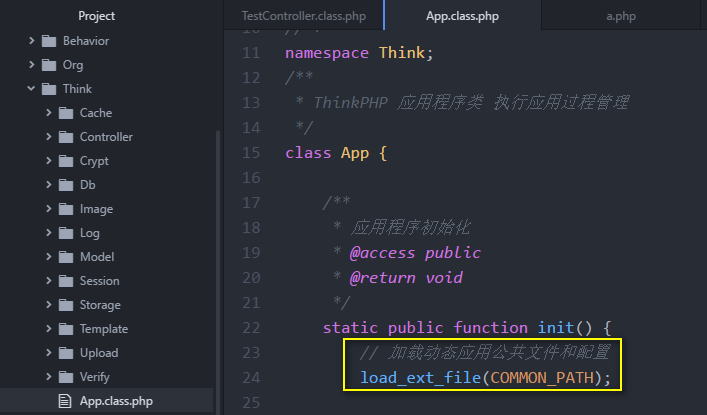 Project
TestController.class.php
App.class.php
a.php
Behavior
Org
Think
Cache
Controller
Crypt
Db
Image
Log
Model
Session
Storage
Template
Upload
Verify
App.class.php
11 namespace Think;
12 /**
13  * ThinkPHP 应用程序类 执行应用过程管理
14  */
15 class App {
16
17     /**
18      * 应用程序初始化
19      * @access public
20      * @return void
21      */
22     static public function init() {
23         // 加载动态应用公共文件和配置
24         load_ext_file(COMMON_PATH);
25